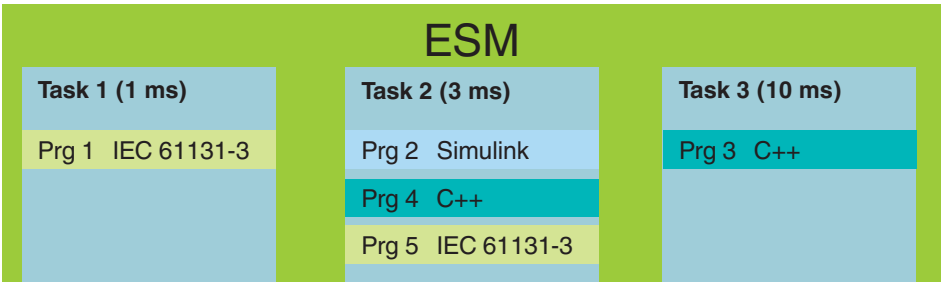 ESM
Task 1 (1 ms)
Prg 1 IEC 61131-3
Task 2 (3 ms)
Prg 2 Simulink
Prg 4 C++
Prg 5 IEC 61131-3
Task 3 (10 ms)
Prg 3 C++